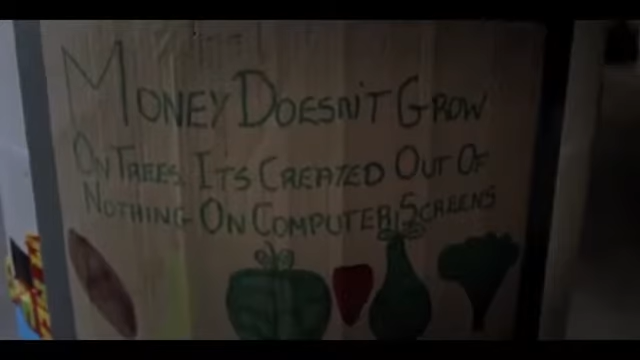 MONEY DOESN'T GROW
ON TREES ITS CREATED OUT OF
NOTHING ON COMPUTER SCREENS